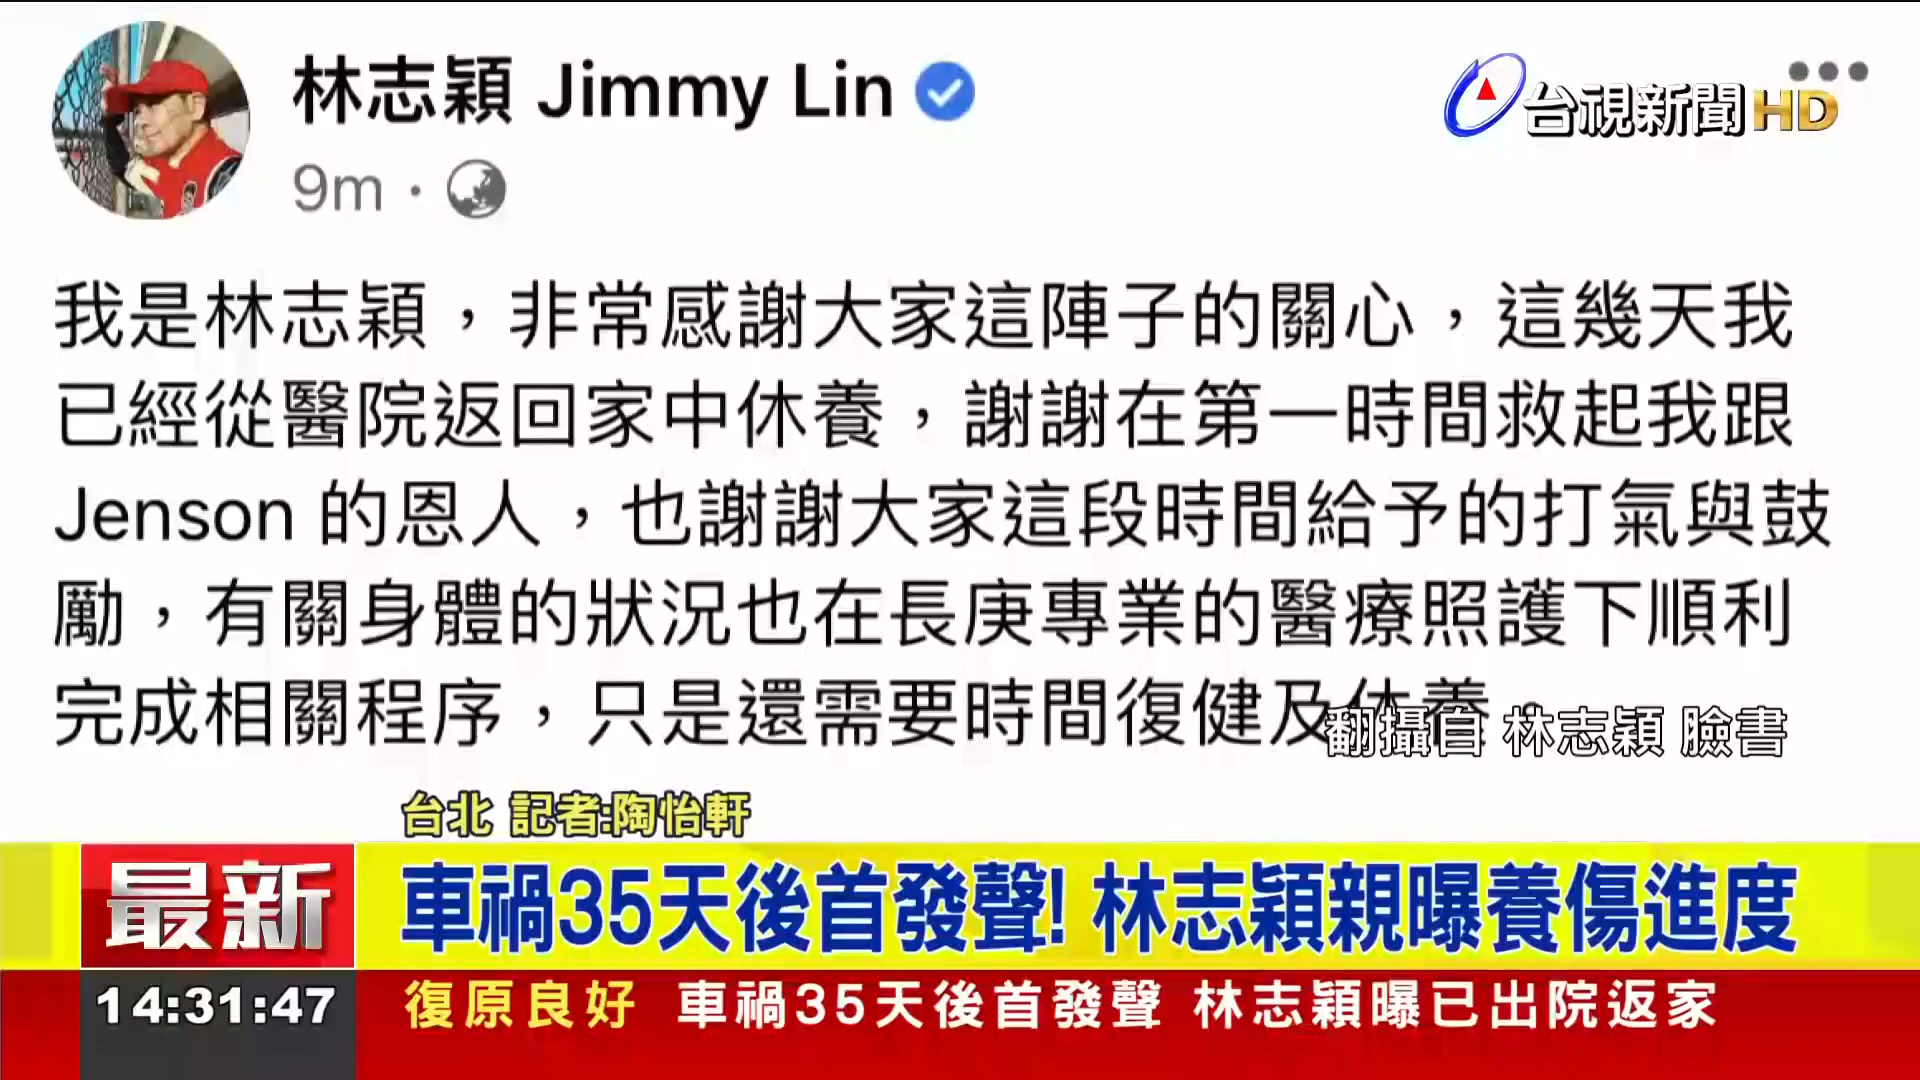 林志穎 Jimmy Lin
台視新聞HD
9m
我是林志穎，非常感謝大家這陣子的關心，這幾天我
已經從醫院返回家中休養，謝謝在第一時間救起我跟
Jenson 的恩人，也謝謝大家這段時間給予的打氣與鼓
勵，有關身體的狀況也在長庚專業的醫療照護下順利
完成相關程序，只是還需要時間復健及休養。
翻攝自 林志穎 臉書
台北 記者:陶怡軒
最新
車禍35天後首發聲! 林志穎親曝養傷進度
14:31:47
復原良好 車禍35天後首發聲 林志穎曝已出院返家